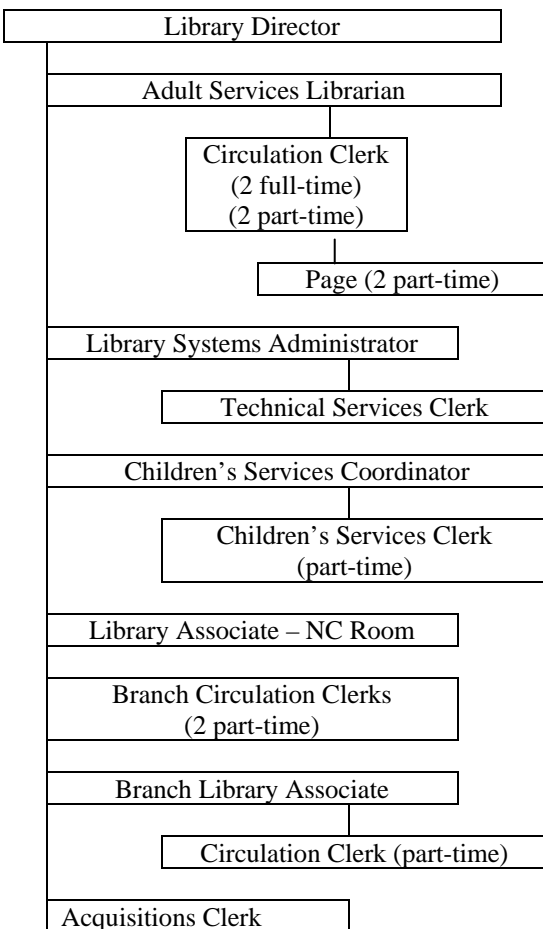 Library Director
Adult Services Librarian
Circulation Clerk
(2 full-time)
(2 part-time)
Page (2 part-time)
Library Systems Administrator
Technical Services Clerk
Children’s Services Coordinator
Children’s Services Clerk
(part-time)
Library Associate – NC Room
Branch Circulation Clerks
(2 part-time)
Branch Library Associate
Circulation Clerk (part-time)
Acquisitions Clerk